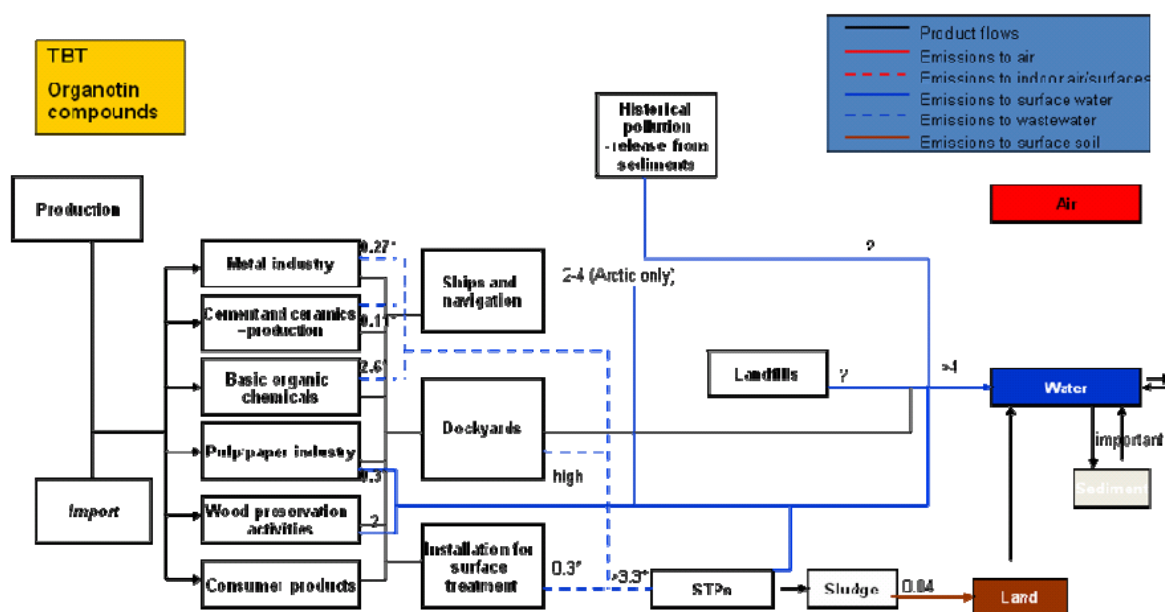 TBT
Organotin
compounds
Product flows
Emissions to air
Emissions to indoor air/surfaces
Emissions to surface water
Emissions to wastewater
Emissions to surface soil
Historical
pollution
-release from
sediments
Air
Production
Metal industry
0.27*
Ships and
navigation
2-4 (Arctic only)
?
Cement and ceramics
–production
0.11*
Basic organic
chemicals
2.6*
Landfills
?
>4
Water
Dockyards
high
important
Sediment
Pulp/paper industry
0.3*
Import
Wood preservation
activities
2
Consumer products
Installation for
surface
treatment
0.3*
>3.3*
STPs
Sludge
0.04
Land